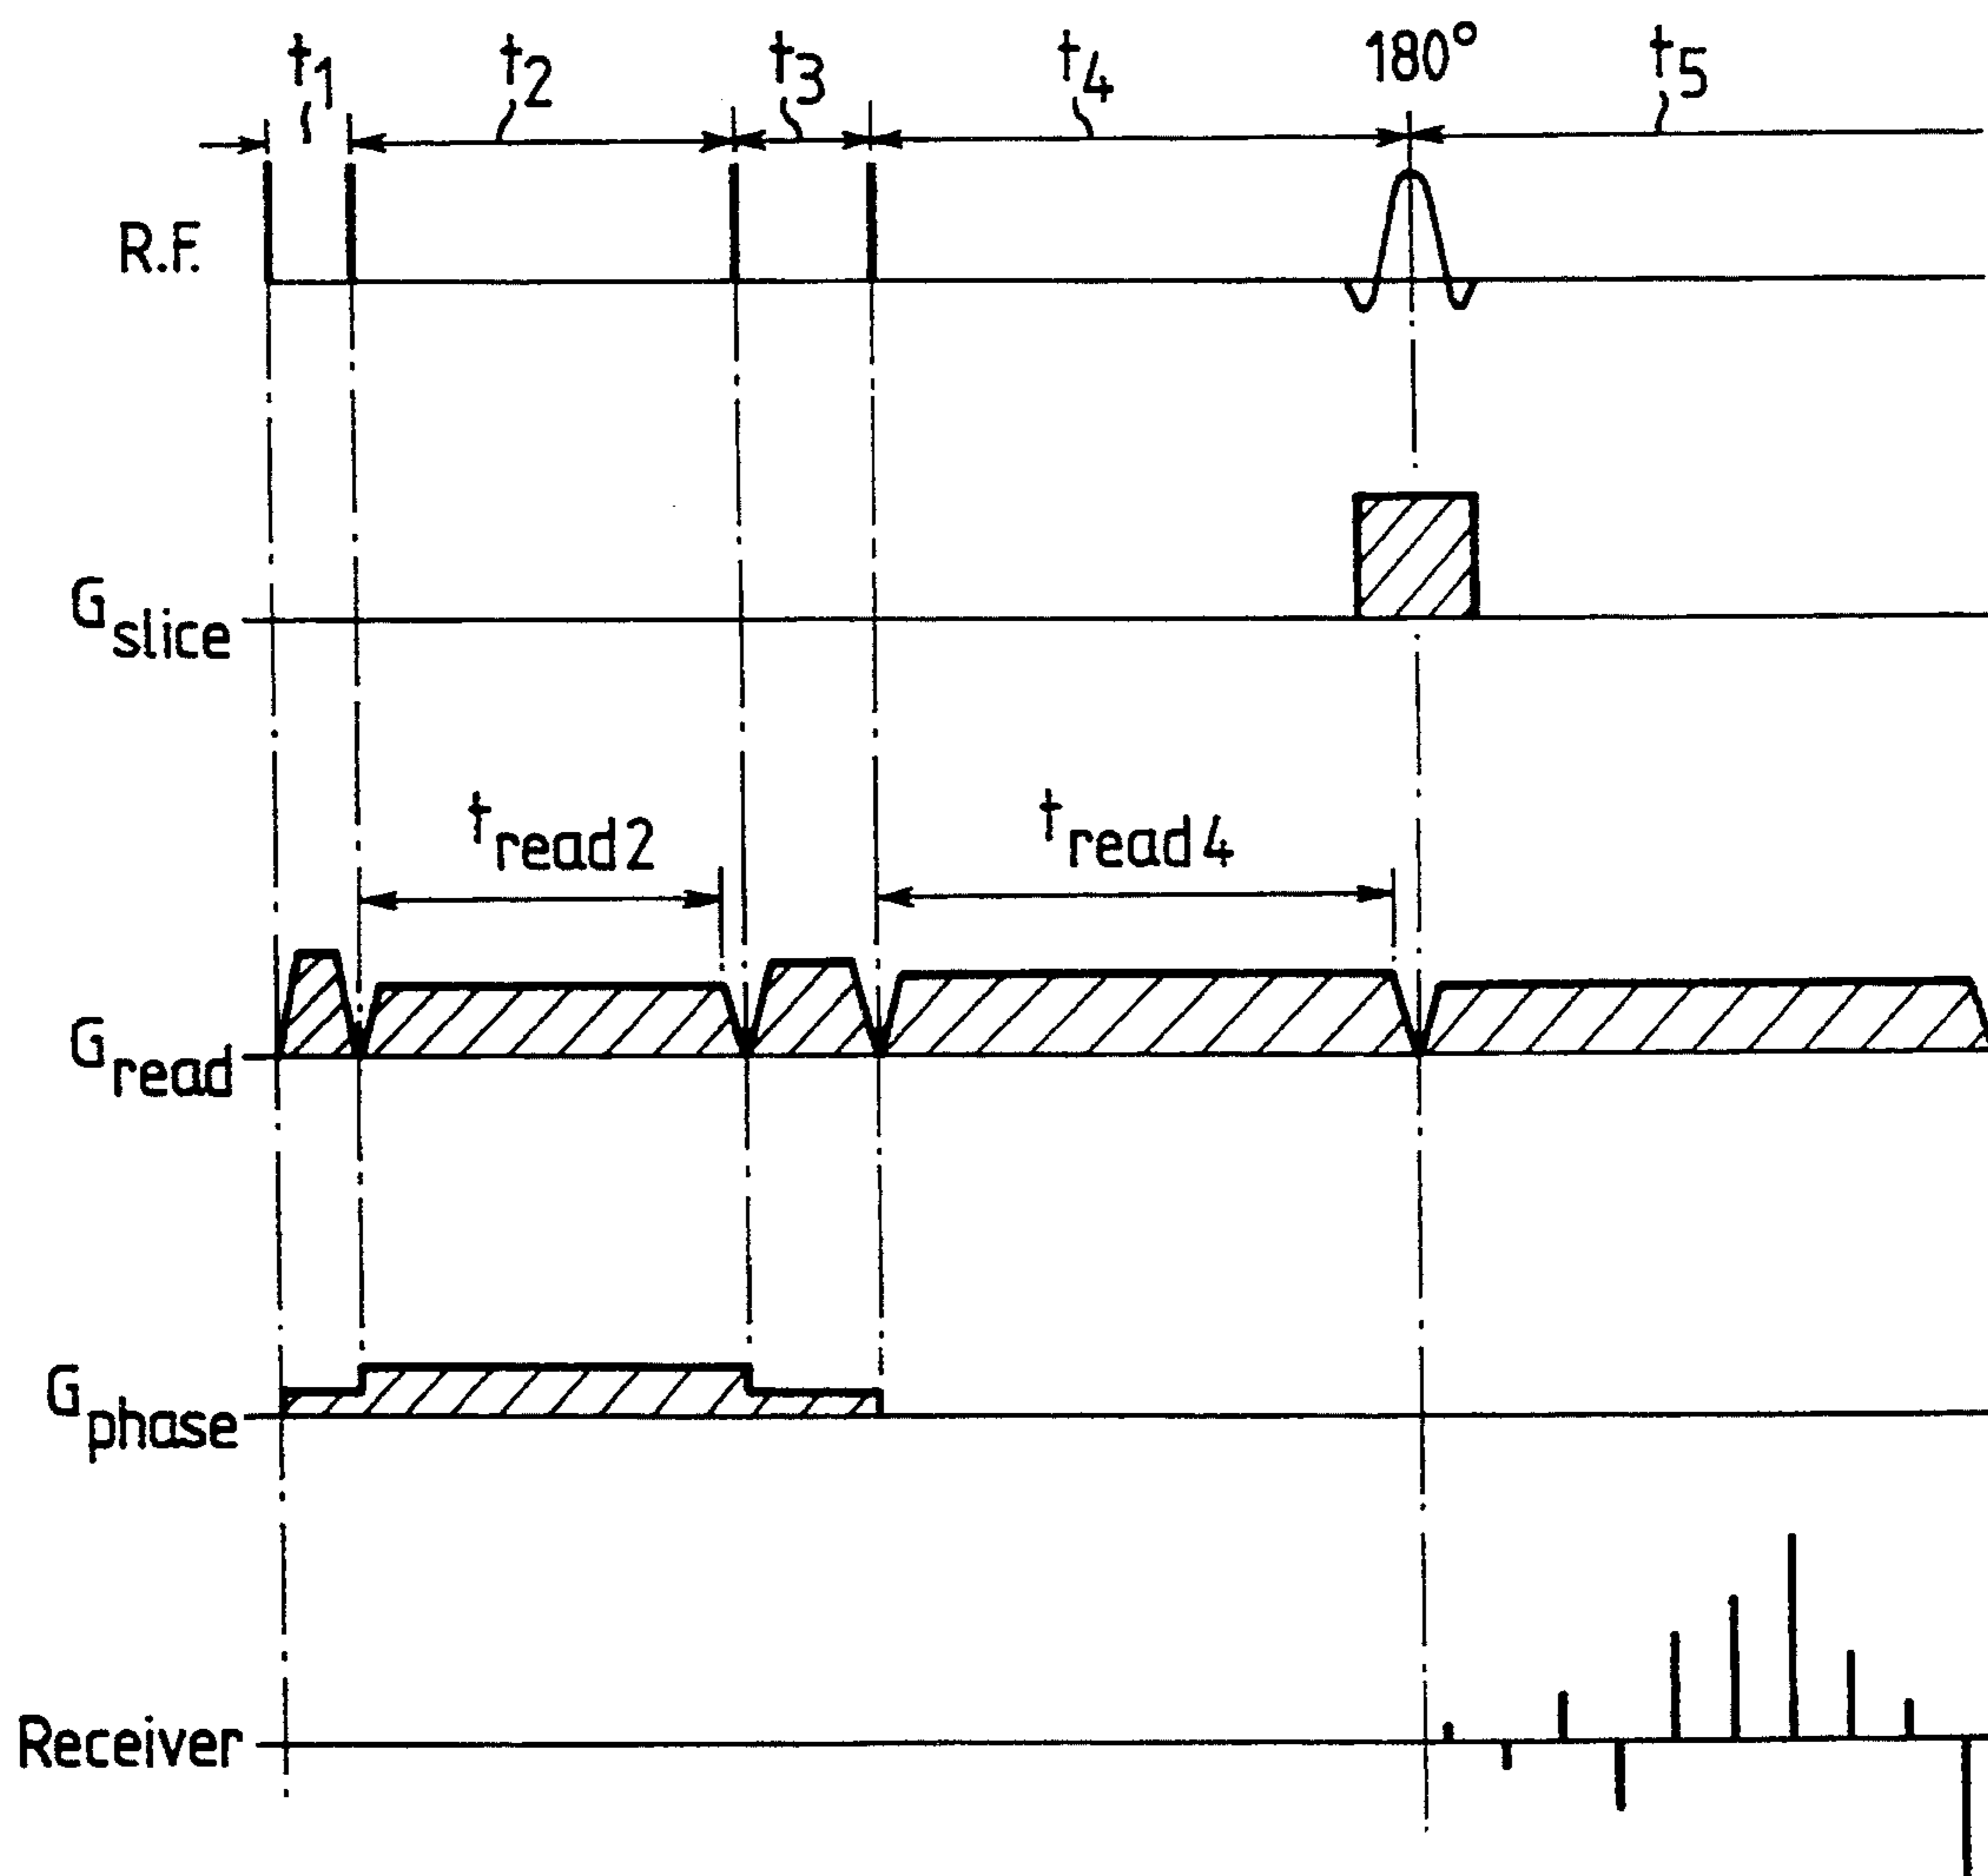 t1 t2 t3 t4 180° t5
R.F.
Gslice
tread2 tread4
Gread
Gphase
Receiver